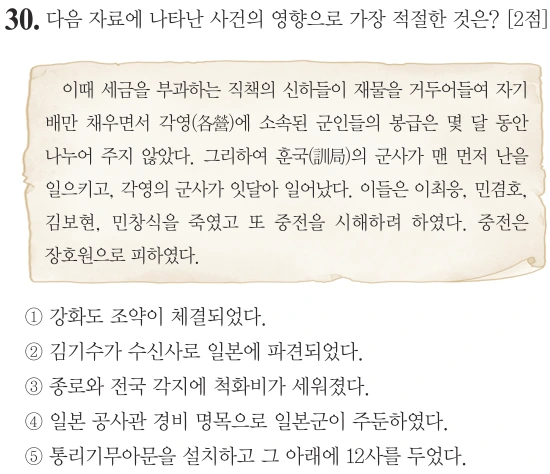 30. 다음 자료에 나타난 사건의 영향으로 가장 적절한 것은? [2점]
이때 세금을 부과하는 직책의 신하들이 재물을 거두어들여 자기
배만 채우면서 각영(各營)에 소속된 군인들의 봉급은 몇 달 동안
나누어 주지 않았다. 그리하여 훈국(訓局)의 군사가 맨 먼저 난을
일으키고, 각영의 군사가 잇달아 일어났다. 이들은 이최응, 민겸호,
김보현, 민창식을 죽였고 또 중전을 시해하려 하였다. 중전은
장호원으로 피하였다.
① 강화도 조약이 체결되었다.
② 김기수가 수신사로 일본에 파견되었다.
③ 종로와 전국 각지에 척화비가 세워졌다.
④ 일본 공사관 경비 명목으로 일본군이 주둔하였다.
⑤ 통리기무아문을 설치하고 그 아래에 12사를 두었다.